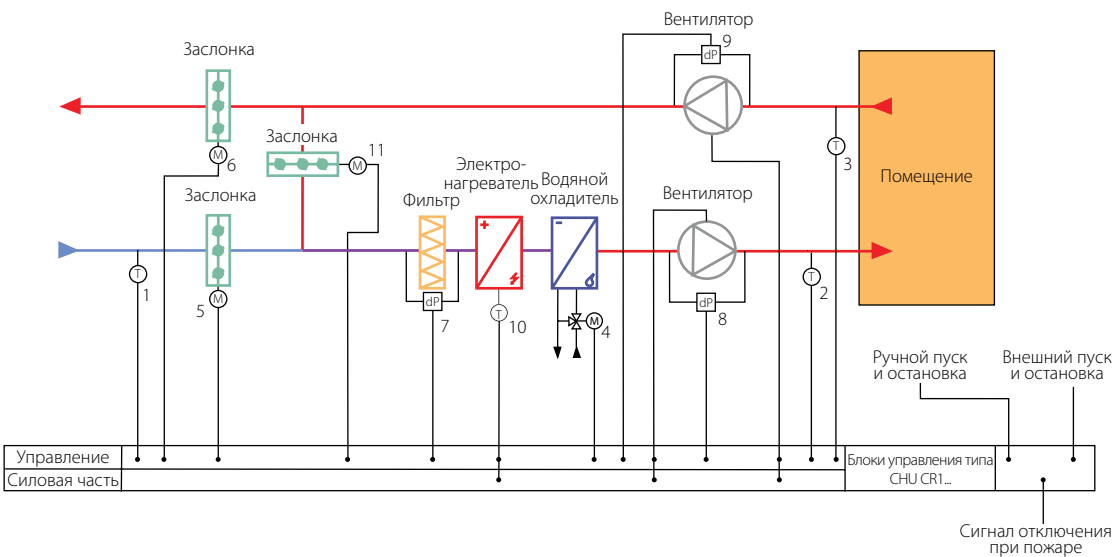 Вентилятор
9
dP
Заслонка
M
6
Заслонка
11
M
T
3
Помещение
Электро-
нагреватель
Водяной
охладитель
Фильтр
Заслонка
Вентилятор
T
1
M
5
dP
7
T
10
M
4
dP
8
T
2
Ручной пуск
и остановка
Внешний пуск
и остановка
Управление
Силовая часть
Блоки управления типа
CHU CR1...
Сигнал отключения
при пожаре